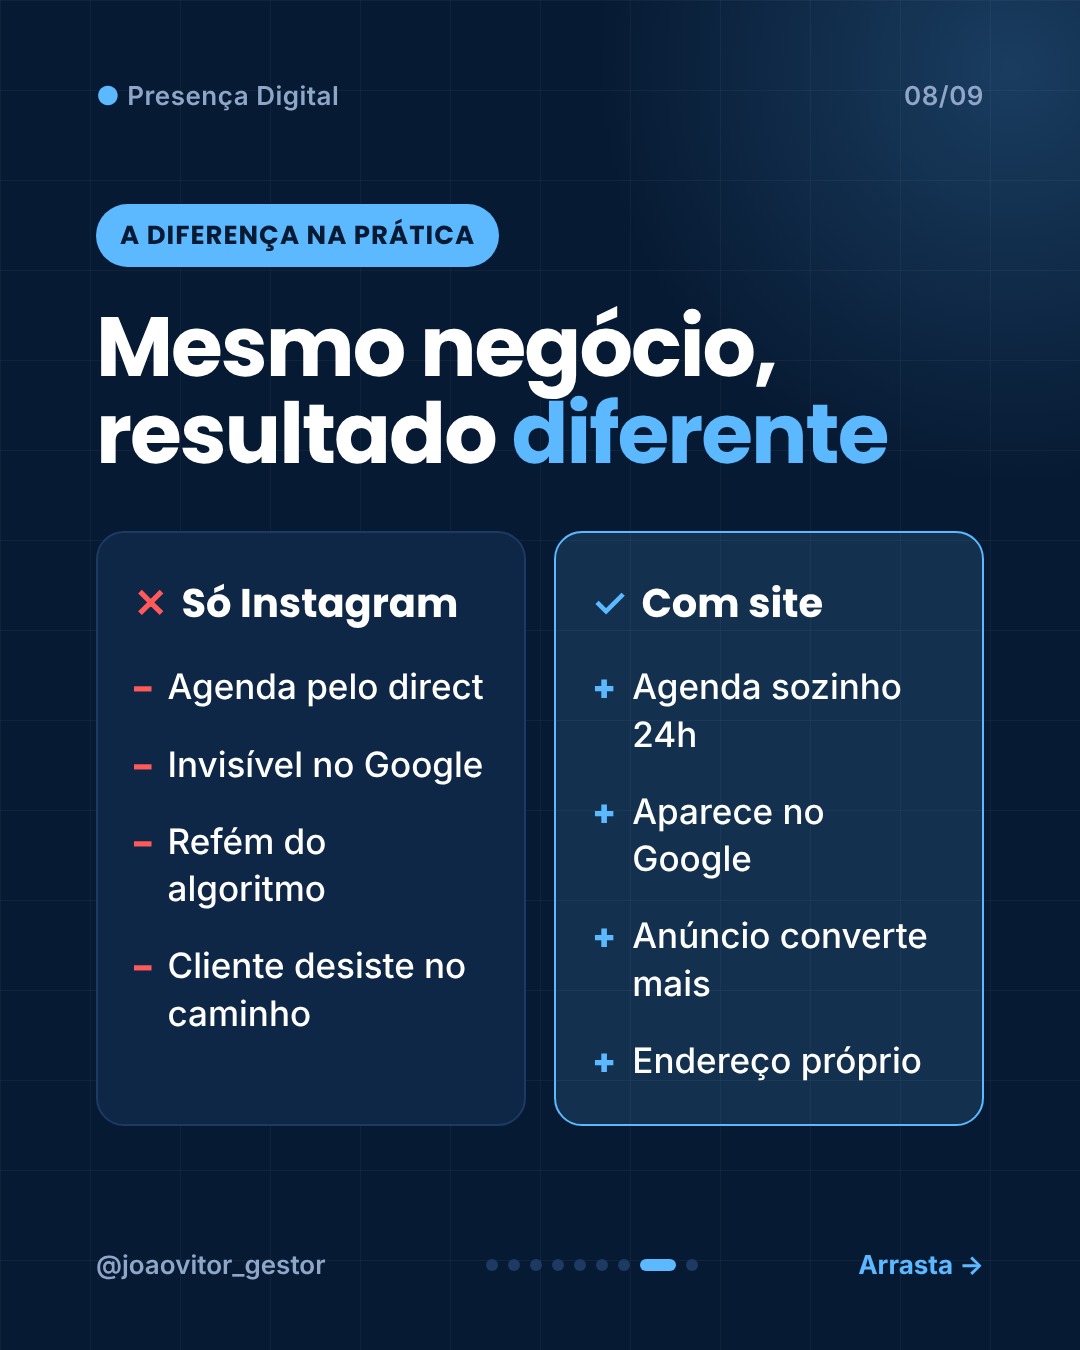 Presença Digital
08/09
A DIFERENÇA NA PRÁTICA
Mesmo negócio,
resultado diferente
✕ Só Instagram
– Agenda pelo direct
– Invisível no Google
– Refém do
algoritmo
– Cliente desiste no
caminho
✓ Com site
+ Agenda sozinho
24h
+ Aparece no
Google
+ Anúncio converte
mais
+ Endereço próprio
@joaovitor_gestor
Arrasta →